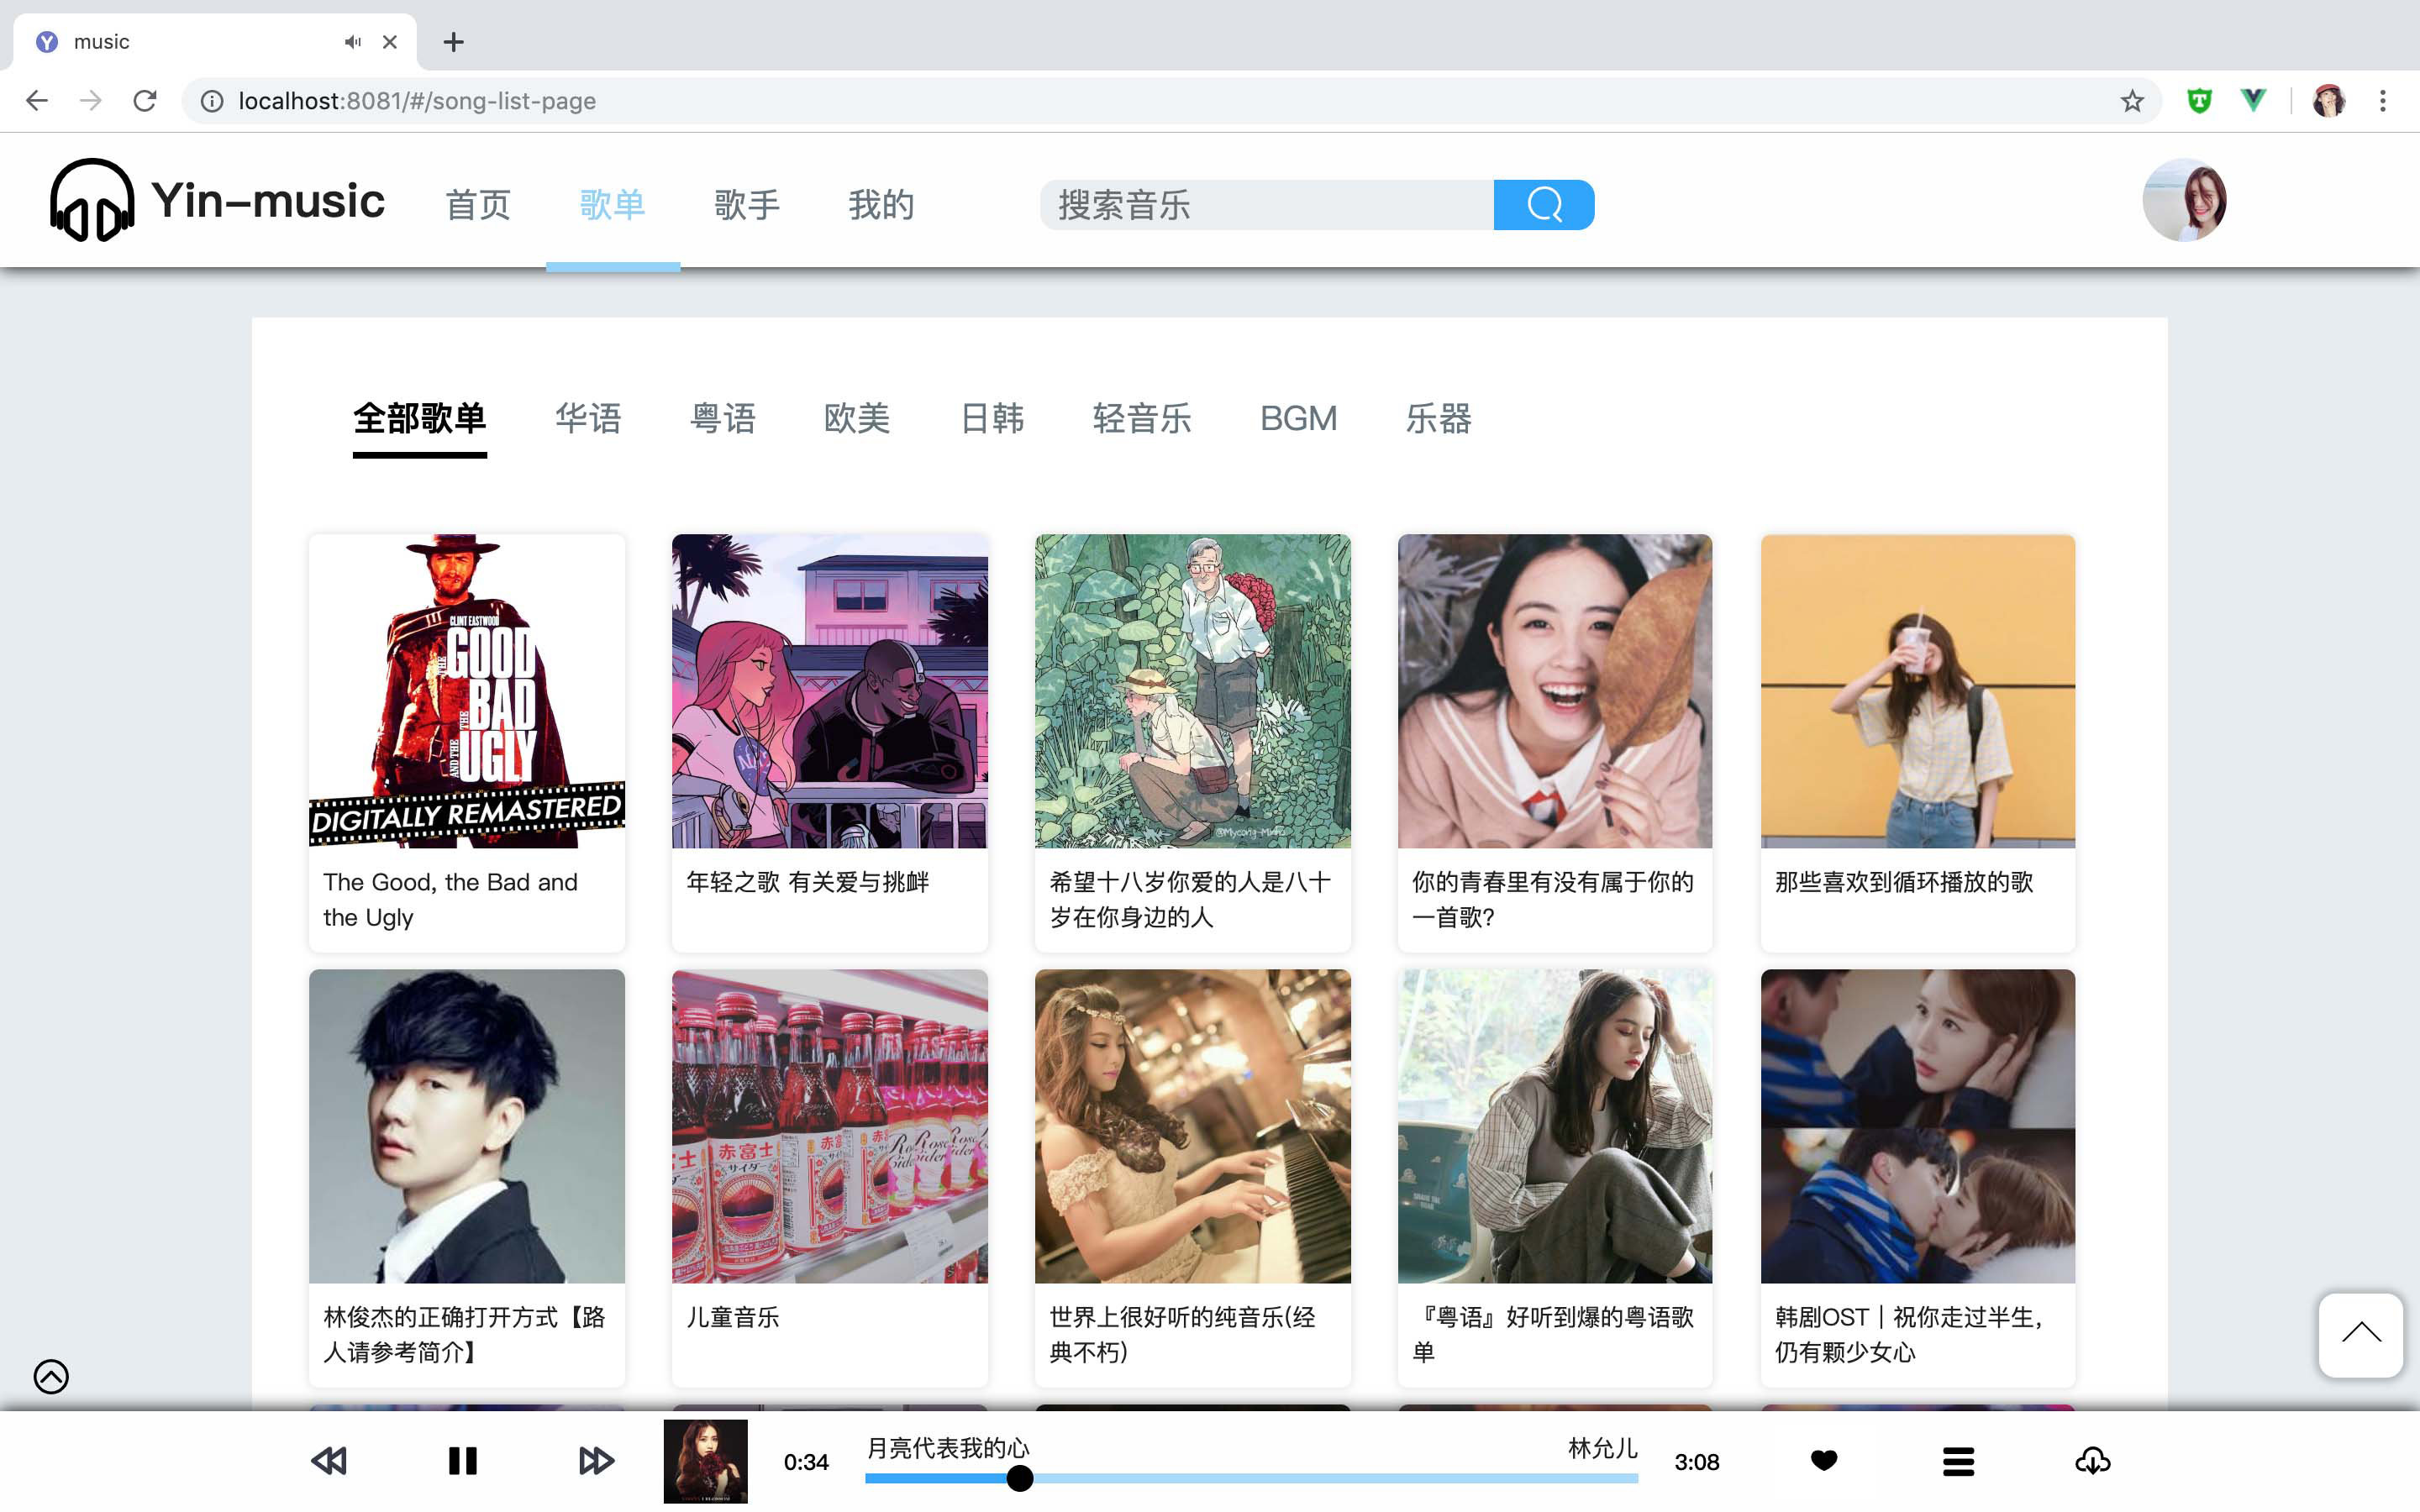 music
localhost:8081/#/song-list-page
Yin-music
首页
歌单
歌手
我的
搜索音乐
全部歌单
华语
粤语
欧美
日韩
轻音乐
BGM
乐器
CLINT EASTWOOD
THE GOOD
THE BAD
AND THE UGLY
DIGITALLY REMASTERED
@Mycong_MinFu
The Good, the Bad and
the Ugly
年轻之歌 有关爱与挑衅
希望十八岁你爱的人是八十
岁在你身边的人
你的青春里有没有属于你的
一首歌?
那些喜欢到循环播放的歌
赤富士
サイダー
林俊杰的正确打开方式【路
人请参考简介】
儿童音乐
世界上很好听的纯音乐(经
典不朽)
『粤语』好听到爆的粤语歌
单
韩剧OST｜祝你走过半生,
仍有颗少女心
0:34
月亮代表我的心
林允儿
3:08